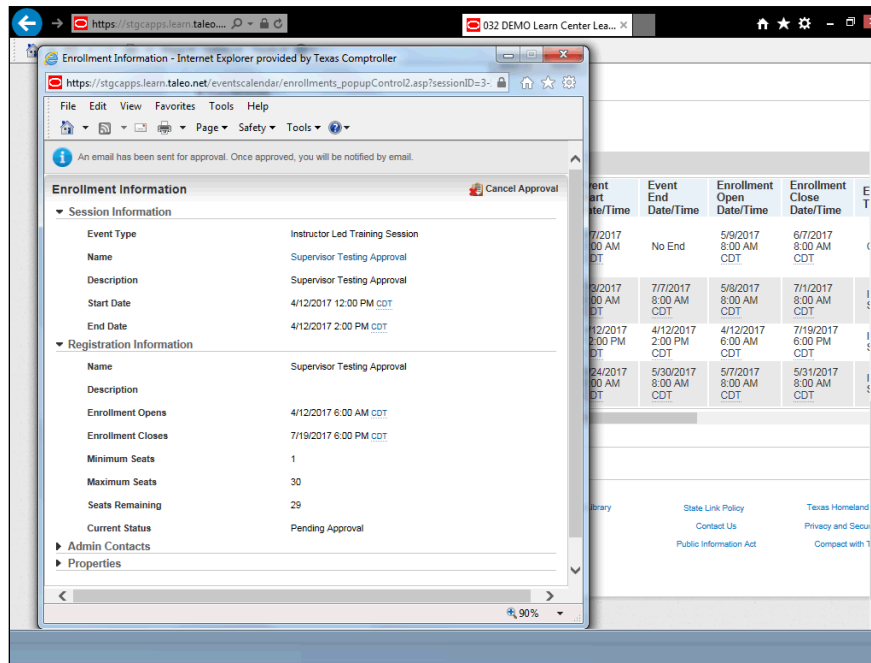 https://stgcapps.learn.taleo....
032 DEMO Learn Center Lea...
Enrollment Information - Internet Explorer provided by Texas Comptroller
https://stgcapps.learn.taleo.net/eventscalendar/enrollments_popupControl2.asp?sessionID=3-
File Edit View Favorites Tools Help
Page Safety Tools
An email has been sent for approval. Once approved, you will be notified by email.
Enrollment Information Cancel Approval
Session Information
Event Type Instructor Led Training Session
Name Supervisor Testing Approval
Description Supervisor Testing Approval
Start Date 4/12/2017 12:00 PM CDT
End Date 4/12/2017 2:00 PM CDT
Registration Information
Name Supervisor Testing Approval
Description
Enrollment Opens 4/12/2017 6:00 AM CDT
Enrollment Closes 7/19/2017 6:00 PM CDT
Minimum Seats 1
Maximum Seats 30
Seats Remaining 29
Current Status Pending Approval
Admin Contacts
Properties
90%
Event Enrollment Enrollment
End Open Close
Date/Time Date/Time Date/Time
5/9/2017 6/7/2017
No End 8:00 AM 8:00 AM
CDT CDT
7/7/2017 5/8/2017 7/1/2017
8:00 AM 8:00 AM 8:00 AM
CDT CDT CDT
4/12/2017 4/12/2017 7/19/2017
2:00 PM 6:00 AM 6:00 PM
CDT CDT CDT
5/30/2017 5/7/2017 5/31/2017
8:00 AM 8:00 AM 8:00 AM
CDT CDT CDT
State Link Policy Texas Homeland
Contact Us Privacy and Secu
Public Information Act Compact with T